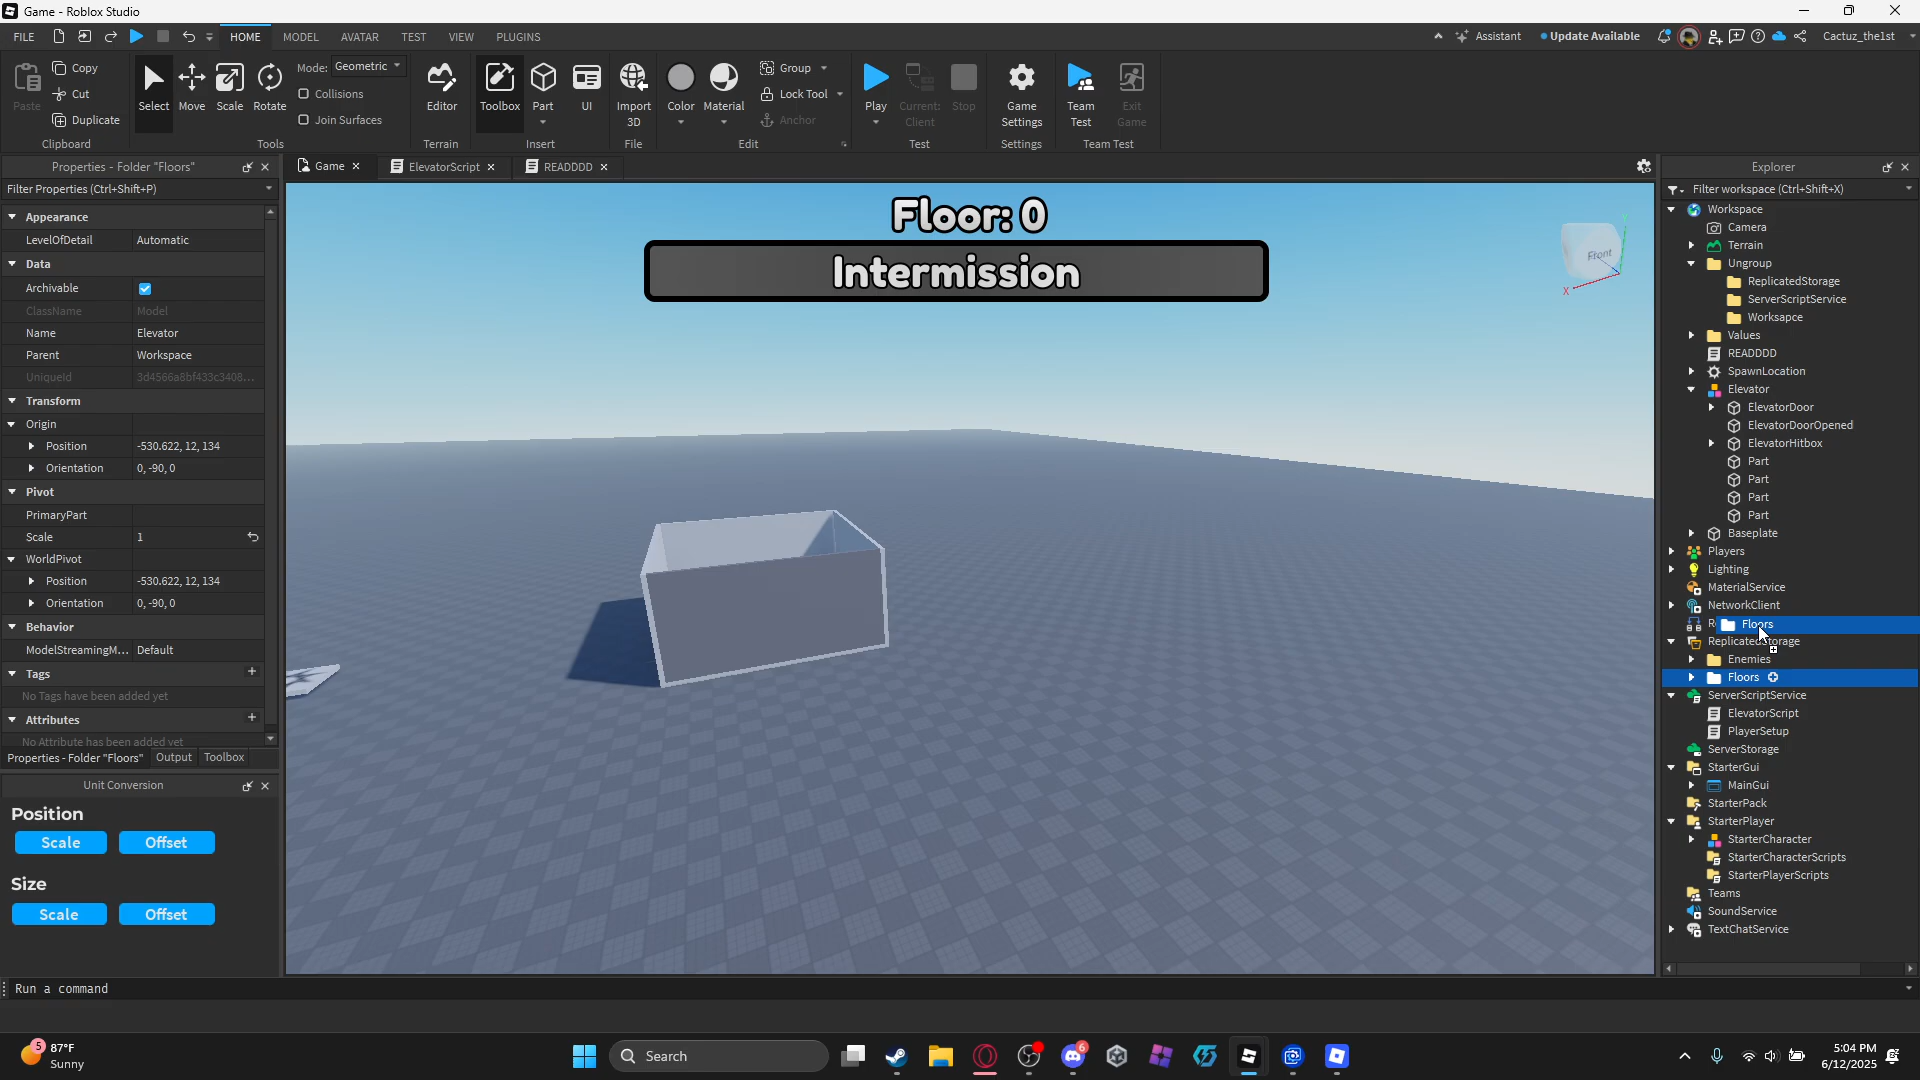 Game - Roblox Studio
FILE HOME MODEL AVATAR TEST VIEW PLUGINS Assistant Update Available Cactuz_the1st
Paste Copy Cut Duplicate Clipboard
Select Move Scale Rotate Mode: Geometric Collisions Join Surfaces Tools
Editor Terrain
Toolbox Part UI Insert
Import 3D File
Color Material Group Lock Tool Anchor Edit
Play Current: Client Stop Test
Game Settings Settings
Team Test Exit Game Team Test
Properties - Folder "Floors"
Filter Properties (Ctrl+Shift+P)
Appearance
LevelOfDetail Automatic
Data
Archivable
ClassName Model
Name Elevator
Parent Workspace
UniqueId 3d4566a8bf433c3408...
Transform
Origin
Position -530.622, 12, 134
Orientation 0, -90, 0
Pivot
PrimaryPart
Scale 1
WorldPivot
Position -530.622, 12, 134
Orientation 0, -90, 0
Behavior
ModelStreamingM... Default
Tags
No Tags have been added yet
Attributes
No Attribute has been added yet
Properties - Folder "Floors" Output Toolbox
Unit Conversion
Position
Scale Offset
Size
Scale Offset
Game ElevatorScript READDDD
Floor: 0
Intermission
Front
X
Y
Explorer
Filter workspace (Ctrl+Shift+X)
Workspace
Camera
Terrain
Ungroup
ReplicatedStorage
ServerScriptService
Worksapce
Values
READDDD
SpawnLocation
Elevator
ElevatorDoor
ElevatorDoorOpened
ElevatorHitbox
Part
Part
Part
Part
Baseplate
Players
Lighting
MaterialService
NetworkClient
Floors
ReplicatedStorage
Enemies
Floors
ServerScriptService
ElevatorScript
PlayerSetup
ServerStorage
StarterGui
MainGui
StarterPack
StarterPlayer
StarterCharacter
StarterCharacterScripts
StarterPlayerScripts
Teams
SoundService
TextChatService
Run a command
5
87°F
Sunny
Search
6
5:04 PM
6/12/2025